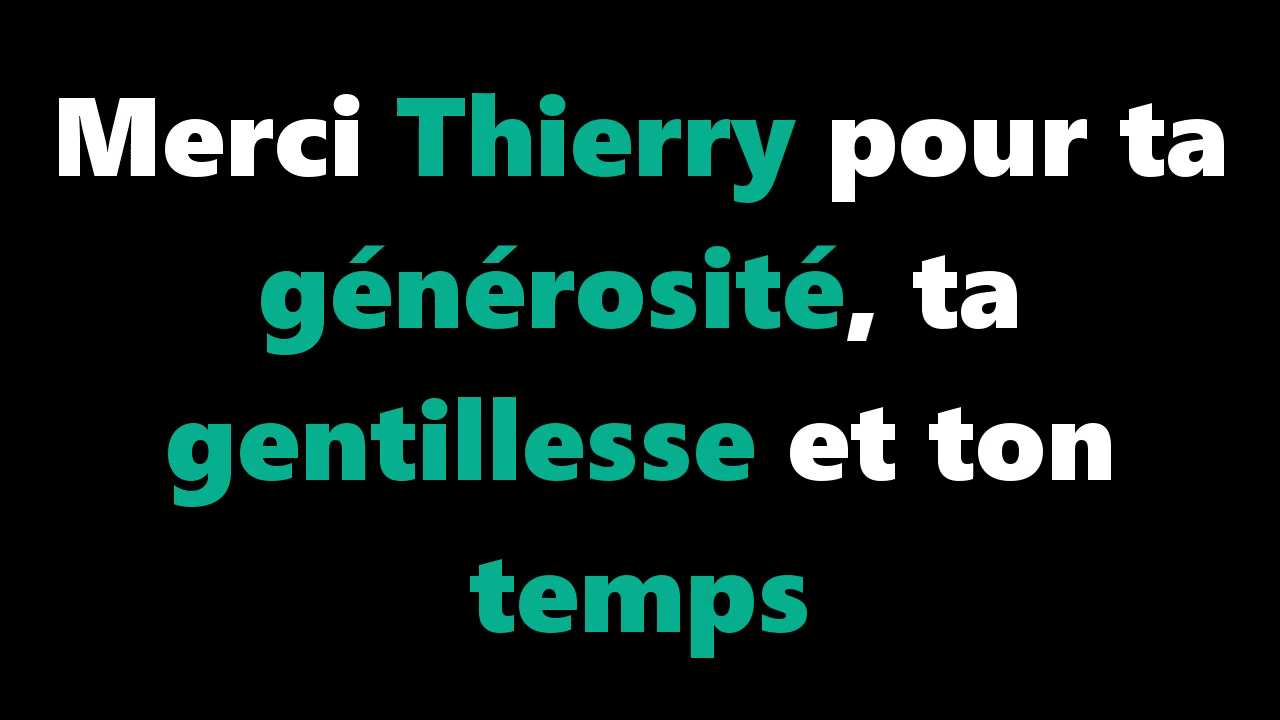 Merci Thierry pour ta
générosité, ta
gentillesse et ton
temps